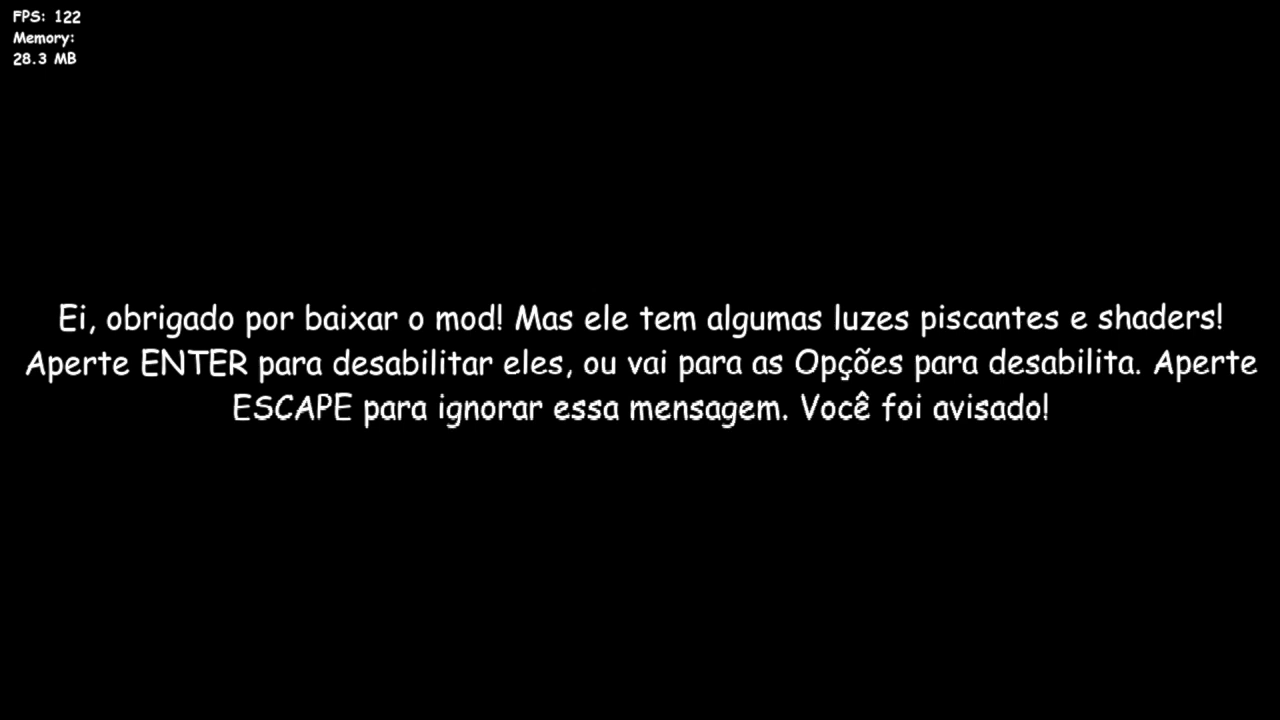 FPS: 122
Memory:
28.3 MB
Ei, obrigado por baixar o mod! Mas ele tem algumas luzes piscantes e shaders!
Aperte ENTER para desabilitar eles, ou vai para as Opções para desabilita. Aperte
ESCAPE para ignorar essa mensagem. Você foi avisado!